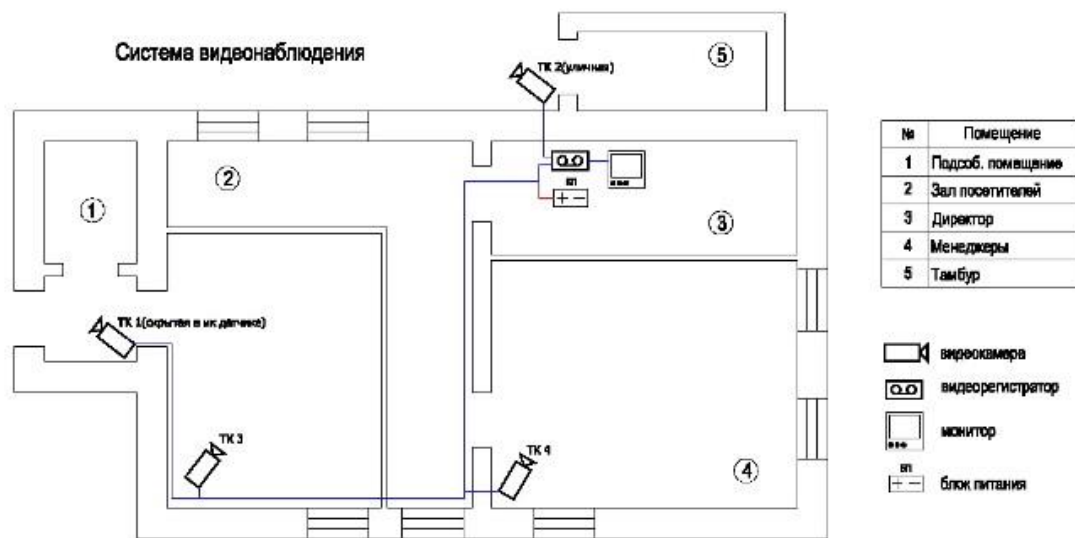 Система видеонаблюдения
ТК 2(уличная)
5
2
БП
1
3
ТК 1(скрытая в ик датчике)
ТК 3
ТК 4
4
№ Помещение
1 Подсоб. помещение
2 Зал посетителей
3 Директор
4 Менеджеры
5 Тамбур
видеокамера
видеорегистратор
монитор
БП
блок питания